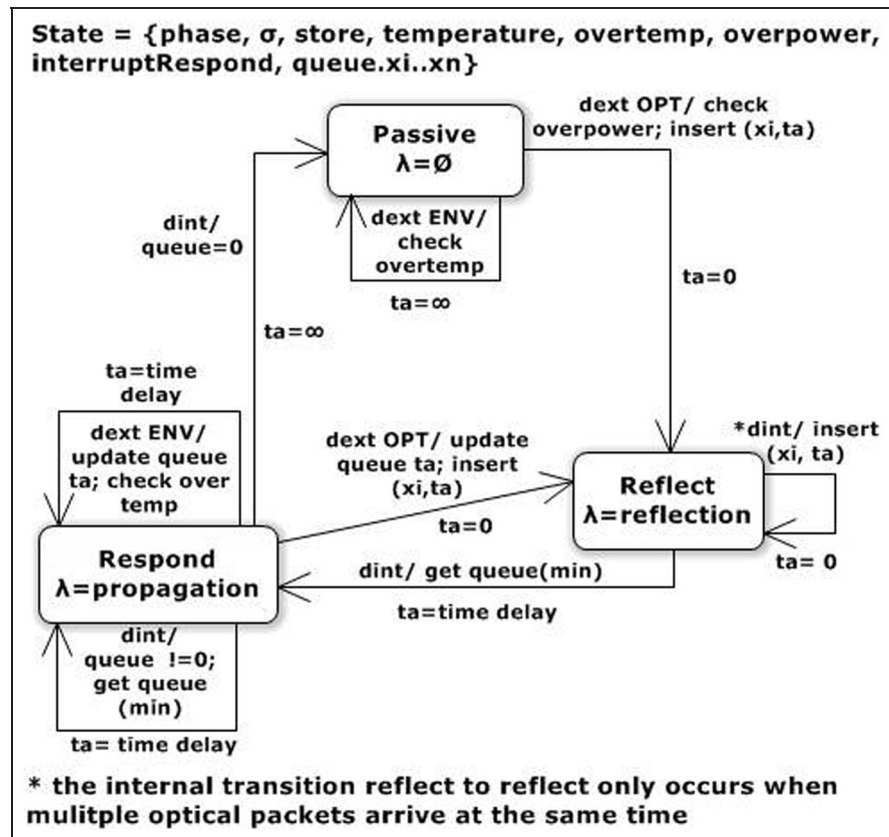 State = {phase, σ, store, temperature, overtemp, overpower,
interruptRespond, queue.xi..xn}
dext OPT/ check
overpower; insert (xi,ta)
Passive
λ=Ø
dint/
queue=0
dext ENV/
check
overtemp
ta=∞
ta=0
ta=∞
ta=time
delay
dext ENV/
update queue
ta; check over
temp
dext OPT/ update
queue ta; insert
(xi,ta)
ta=0
*dint/ insert
(xi, ta)
Reflect
λ=reflection
ta= 0
Respond
λ=propagation
dint/ get queue(min)
ta=time delay
dint/
queue !=0;
get queue
(min)
ta= time delay
* the internal transition reflect to reflect only occurs when
mulitple optical packets arrive at the same time